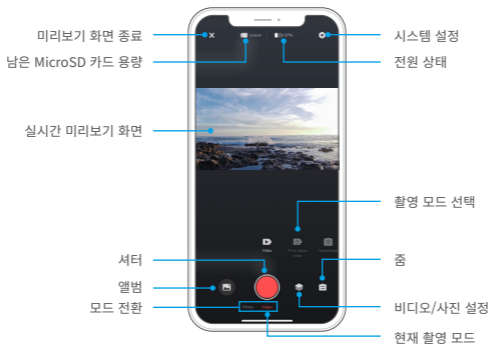 미리보기 화면 종료
시스템 설정
남은 MicroSD 카드 용량
전원 상태
실시간 미리보기 화면
촬영 모드 선택
Video
셔터
줌
앨범
비디오/사진 설정
모드 전환
Photo
Video
현재 촬영 모드